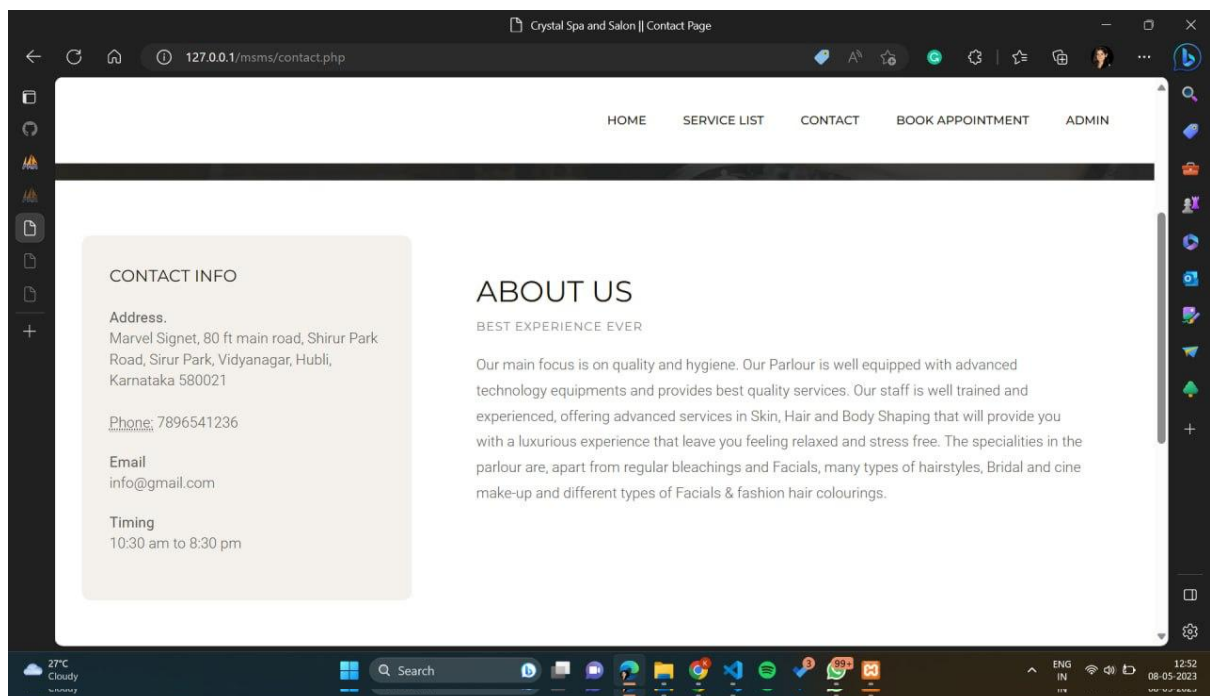 Crystal Spa and Salon || Contact Page
127.0.0.1/msms/contact.php
HOME SERVICE LIST CONTACT BOOK APPOINTMENT ADMIN
CONTACT INFO
Address.
Marvel Signet, 80 ft main road, Shirur Park
Road, Sirur Park, Vidyanagar, Hubli,
Karnataka 580021
Phone: 7896541236
Email
info@gmail.com
Timing
10:30 am to 8:30 pm
ABOUT US
BEST EXPERIENCE EVER
Our main focus is on quality and hygiene. Our Parlour is well equipped with advanced
technology equipments and provides best quality services. Our staff is well trained and
experienced, offering advanced services in Skin, Hair and Body Shaping that will provide you
with a luxurious experience that leave you feeling relaxed and stress free. The specialities in the
parlour are, apart from regular bleachings and Facials, many types of hairstyles, Bridal and cine
make-up and different types of Facials & fashion hair colourings.
27°C
Cloudy
Search
3
99+
ENG
IN
12:52
08-05-2023